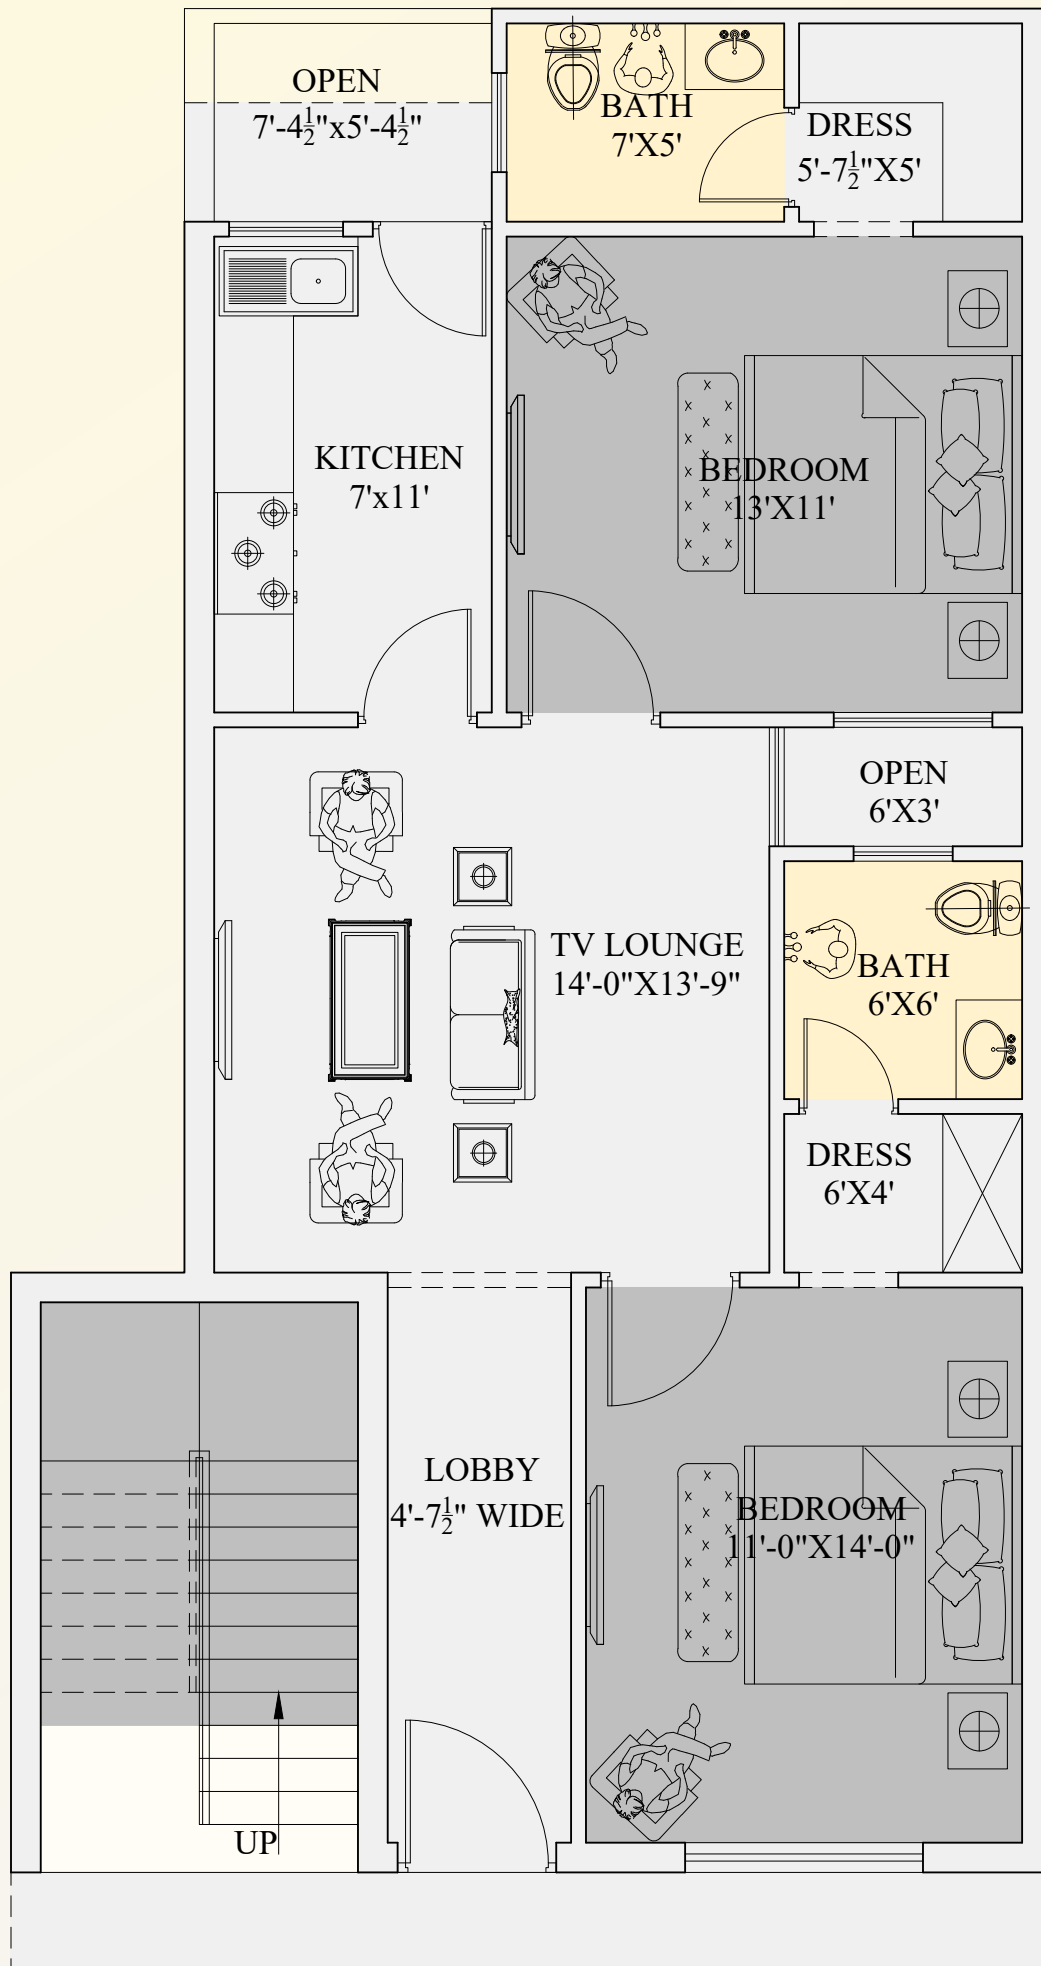 OPEN
7'-4½"x5'-4½"
BATH
7'X5'
DRESS
5'-7½"X5'
KITCHEN
7'x11'
BEDROOM
13'X11'
OPEN
6'X3'
TV LOUNGE
14'-0"X13'-9"
BATH
6'X6'
DRESS
6'X4'
LOBBY
4'-7½" WIDE
BEDROOM
11'-0"X14'-0"
UP